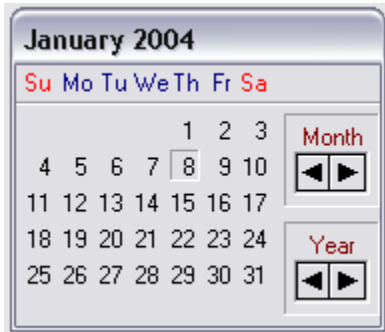 January 2004
Su Mo Tu We Th Fr Sa
1 2 3
Month
4 5 6 7 8 9 10
11 12 13 14 15 16 17
18 19 20 21 22 23 24
Year
25 26 27 28 29 30 31